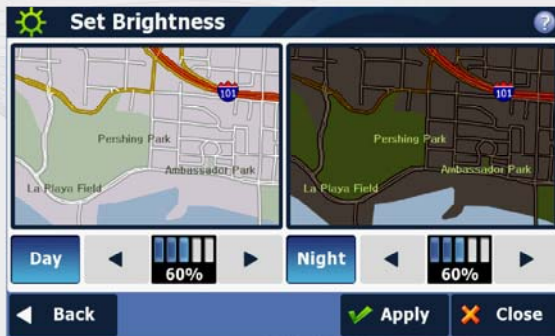 Set Brightness
?
101
Pershing Park
Ambassador Park
La Playa Field
101
Pershing Park
Ambassador Park
La Playa Field
Day
60%
Night
60%
Back
Apply
Close